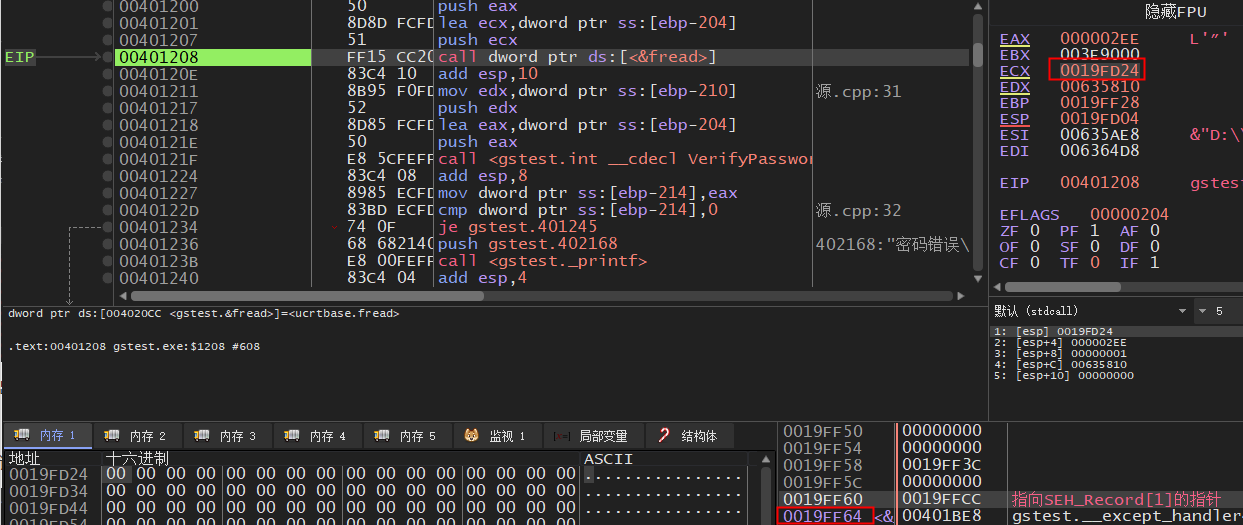 00401200 50 push eax
00401201 8D8D FCFD lea ecx,dword ptr ss:[ebp-204]
00401207 51 push ecx
EIP 00401208 FF15 CC20 call dword ptr ds:[<&fread>]
0040120E 83C4 10 add esp,10
00401211 8B95 F0FD mov edx,dword ptr ss:[ebp-210] 源.cpp:31
00401217 52 push edx
00401218 8D85 FCFD lea eax,dword ptr ss:[ebp-204]
0040121E 50 push eax
0040121F E8 5CFEFF call <gstest.int __cdecl VerifyPasswor
00401224 83C4 08 add esp,8
00401227 8985 ECFD mov dword ptr ss:[ebp-214],eax
0040122D 83BD ECFD cmp dword ptr ss:[ebp-214],0 源.cpp:32
00401234 74 0F je gstest.401245
00401236 68 682140 push gstest.402168 402168:"密码错误\
0040123B E8 00FEFF call <gstest._printf>
00401240 83C4 04 add esp,4
隐藏FPU
EAX 000002EE L'˝'
EBX 003E9000
ECX 0019FD24
EDX 00635810
EBP 0019FF28
ESP 0019FD04
ESI 00635AE8 &"D:\\
EDI 006364D8
EIP 00401208 gstest
EFLAGS 00000204
ZF 0 PF 1 AF 0
OF 0 SF 0 DF 0
CF 0 TF 0 IF 1
dword ptr ds:[004020CC <gstest.&fread>]=<ucrtbase.fread>
.text:00401208 gstest.exe:$1208 #608
默认 (stdcall) 5
1: [esp] 0019FD24
2: [esp+4] 000002EE
3: [esp+8] 00000001
4: [esp+C] 00635810
5: [esp+10] 00000000
内存 1 内存 2 内存 3 内存 4 内存 5 监视 1 [x=] 局部变量 结构体
地址 十六进制 ASCII
0019FD24 00 00 00 00 00 00 00 00 00 00 00 00 00 00 00 00 ................
0019FD34 00 00 00 00 00 00 00 00 00 00 00 00 00 00 00 00 ................
0019FD44 00 00 00 00 00 00 00 00 00 00 00 00 00 00 00 00 ................
0019FF50 00000000
0019FF54 00000000
0019FF58 0019FF3C
0019FF5C 00000000
0019FF60 0019FFCC 指向SEH_Record[1]的指针
0019FF64 <& 00401BE8 gstest.__except_handler